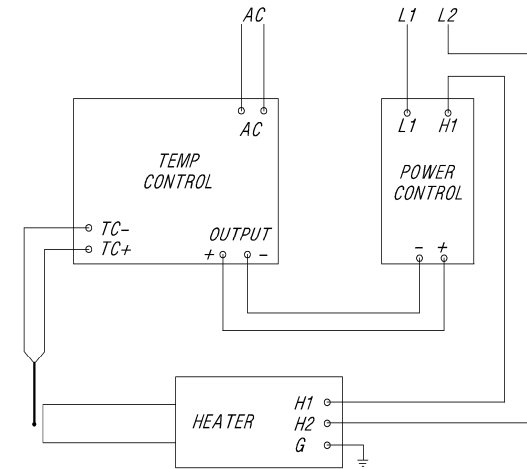 AC L1 L2
AC L1 H1
TEMP
CONTROL
POWER
CONTROL
TC-
TC+
OUTPUT
+ -
- +
HEATER
H1
H2
G